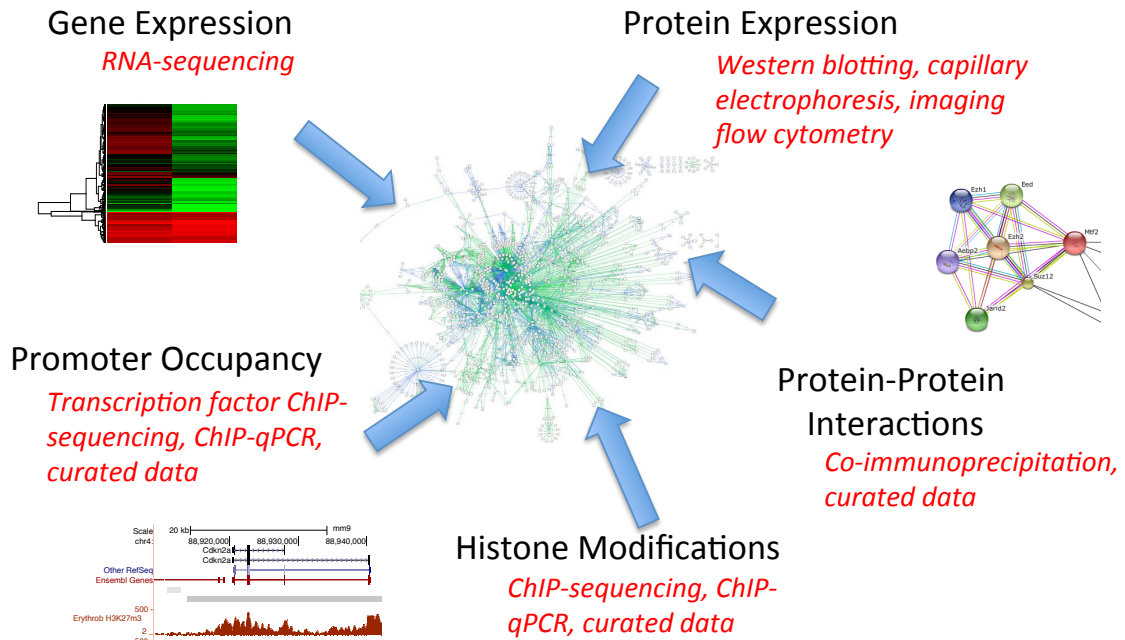 Gene Expression
RNA-sequencing
Protein Expression
Western blotting, capillary
electrophoresis, imaging
flow cytometry
Ezh1
Eed
Ezh2
Mtf2
Aebp2
Suz12
Jarid2
Promoter Occupancy
Transcription factor ChIP-
sequencing, ChIP-qPCR,
curated data
Protein-Protein
Interactions
Co-immunoprecipitation,
curated data
Histone Modifications
ChIP-sequencing, ChIP-
qPCR, curated data
Scale
20 kb
mm9
chr4:
88,920,000
88,930,000
88,940,000
Cdkn2a
Cdkn2a
Other RefSeq
Ensembl Genes
500
Erythrob H3K27m3
2